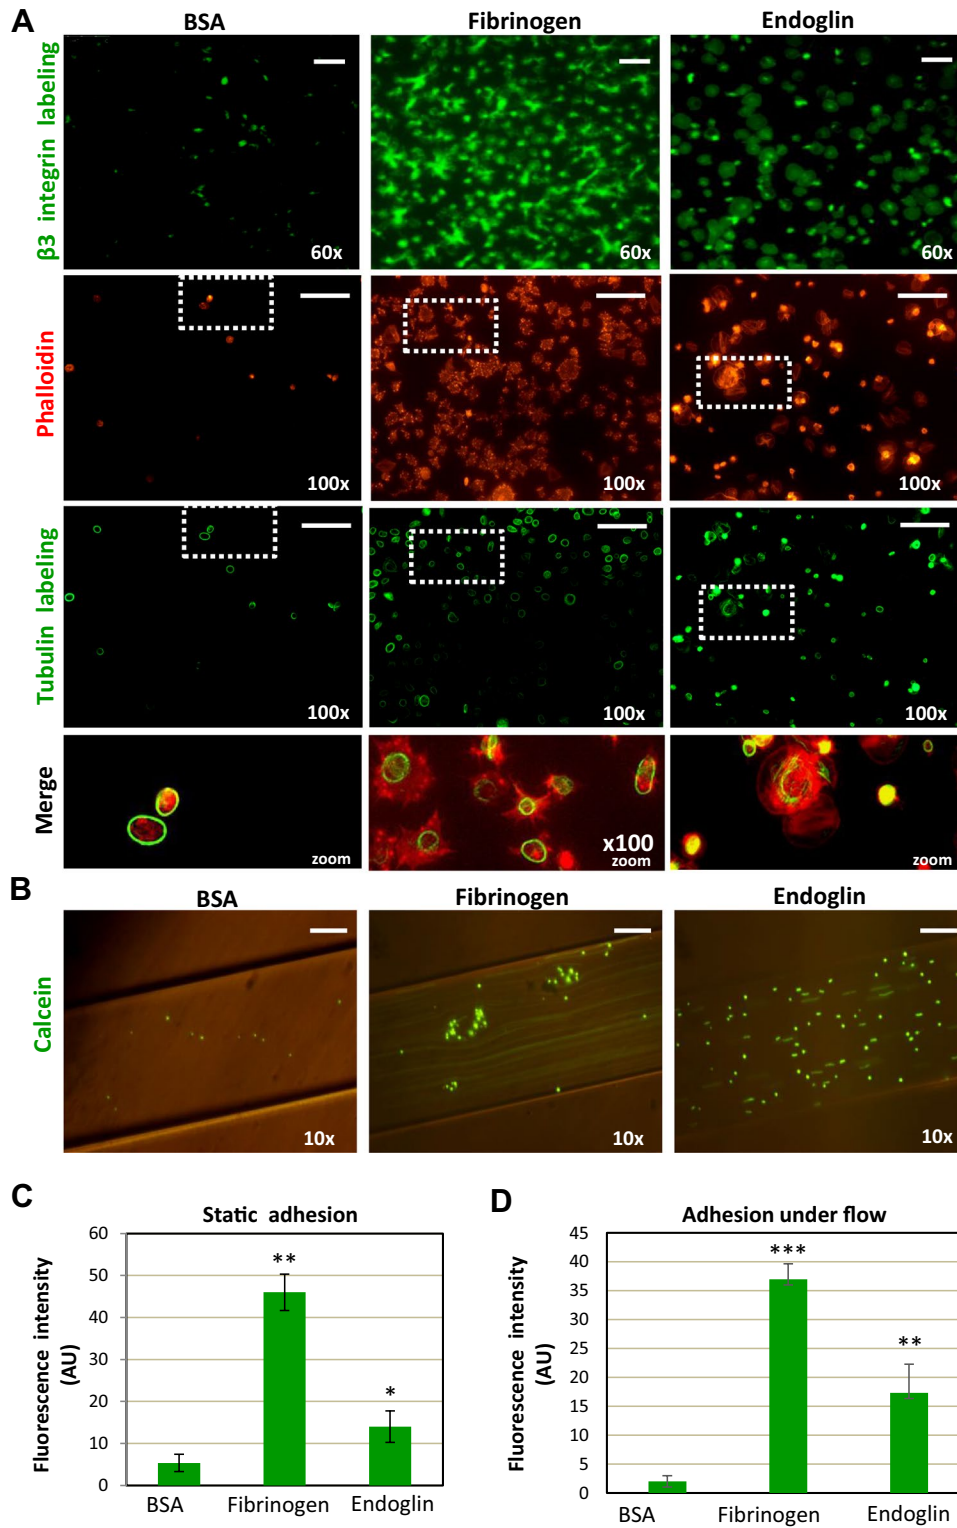 A
BSA
Fibrinogen
Endoglin
β3 integrin labeling
60x
60x
60x
Phalloidin
100x
100x
100x
Tubulin labeling
100x
100x
100x
Merge
zoom
x100
zoom
zoom
B
BSA
Fibrinogen
Endoglin
Calcein
10x
10x
10x
C
Static adhesion
Fluorescence intensity
(AU)
60
50
40
30
20
10
0
**
*
BSA
Fibrinogen
Endoglin
D
Adhesion under flow
Fluorescence intensity
(AU)
45
40
35
30
25
20
15
10
5
0
***
**
BSA
Fibrinogen
Endoglin